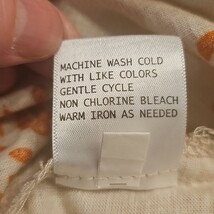 MACHINE WASH COLD
WITH LIKE COLORS
GENTLE CYCLE
NON CHLORINE BLEACH
WARM IRON AS NEEDED